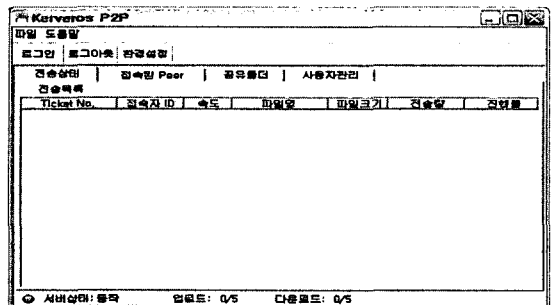 Kerveros P2P
파일 도움말
로그인 로그아웃 환경설정
전송상태 접속한 Peer 공유폴더 사용자관리
전송목록
Ticket No. 접속자 ID 속도 파일명 파일크기 전송량 진행률
서버상태: 동작 업로드: 0/5 다운로드: 0/5